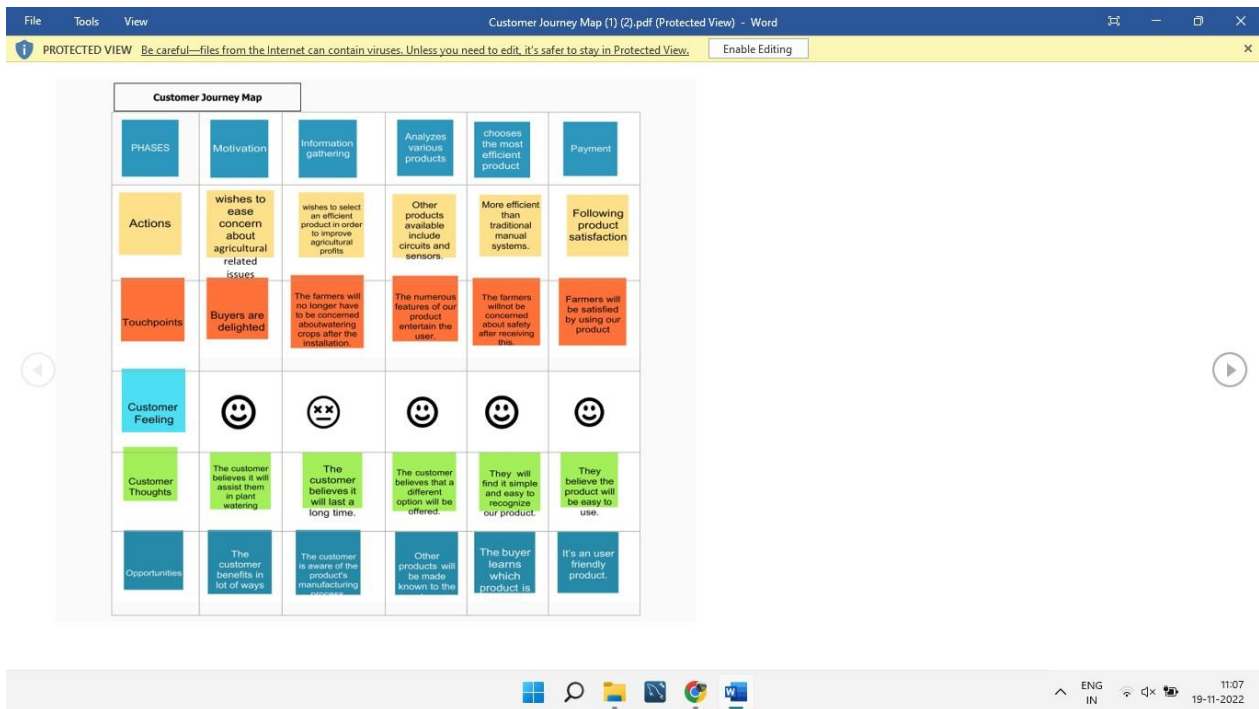 File Tools View Customer Journey Map (1) (2).pdf (Protected View) - Word
PROTECTED VIEW Be careful—files from the Internet can contain viruses. Unless you need to edit, it's safer to stay in Protected View. Enable Editing
Customer Journey Map
PHASES
Motivation
Information
gathering
Analyzes
various
products
chooses
the most
efficient
product
Payment
Actions
wishes to
ease
concern
about
agricultural
related
issues
wishes to select
an efficient
product in order
to improve
agricultural
profits
Other
products
available
include
circuits and
sensors.
More efficient
than
traditional
manual
systems.
Following
product
satisfaction
Touchpoints
Buyers are
delighted
The farmers will
no longer have
to be concerned
aboutwatering
crops after the
installation.
The numerous
features of our
product
entertain the
user.
The farmers
willnot be
concerned
about safety
after receiving
this.
Farmers will
be satisfied
by using our
product
Customer
Feeling
Customer
Thoughts
The customer
believes it will
assist them
in plant
watering
The
customer
believes it
will last a
long time.
The customer
believes that a
different
option will be
offered.
They will
find it simple
and easy to
recognize
our product.
They
believe the
product will
be easy to
use.
Opportunities
The
customer
benefits in
lot of ways
The customer
is aware of the
product's
manufacturing
process
Other
products will
be made
known to the
The buyer
learns
which
product is
It's an user
friendly
product.
ENG
IN
11:07
19-11-2022